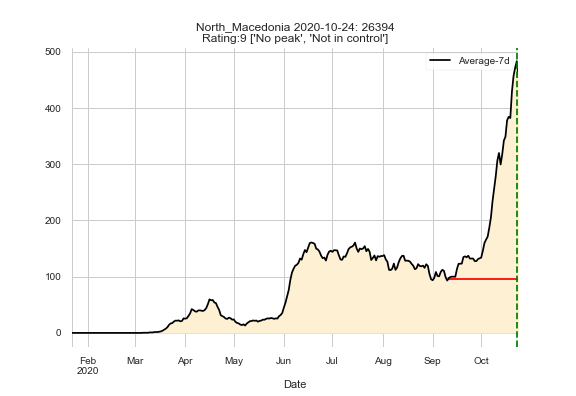 North_Macedonia 2020-10-24: 26394
Rating:9 ['No peak', 'Not in control']
Average-7d
500
400
300
200
100
0
Feb Mar Apr May Jun Jul Aug Sep Oct
2020
Date